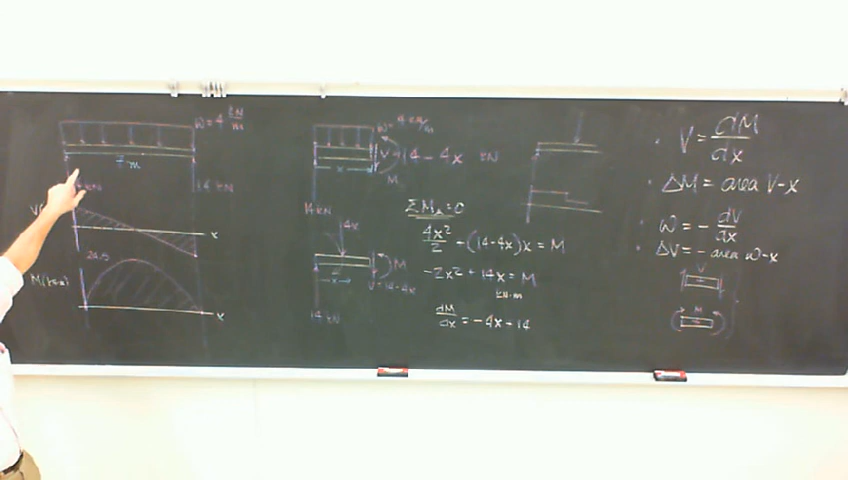 w = 4 kN/m
7 m
kN
14 kN
x
24.5
x
w = 4 kN/m
V = 14 - 4x kN
x
M
14 kN
4x
M
x
V = 14 - 4x
14 kN
ΣM_A = 0
4x²/2 + (14-4x)x = M
-2x² + 14x = M
kN-m
dM/dx = -4x + 14
V = dM/dx
ΔM = area V-x
w = - dV/dx
ΔV = - area w-x
V
M